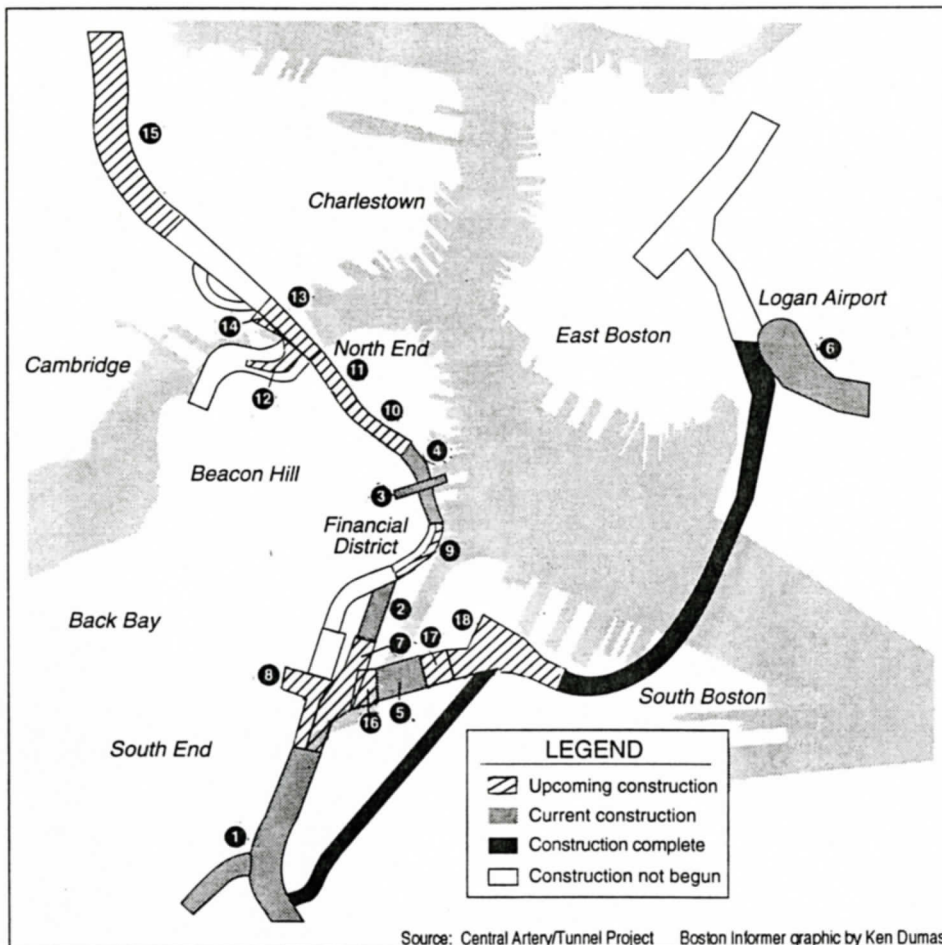 15
Charlestown
13
Logan Airport
14
North End
East Boston
6
Cambridge
11
12
10
4
Beacon Hill
3
Financial
District
9
2
Back Bay
18
7
17
8
South Boston
16
5
South End
LEGEND
Upcoming construction
Current construction
Construction complete
Construction not begun
1
Source: Central Artery/Tunnel Project Boston Informer graphic by Ken Dumas